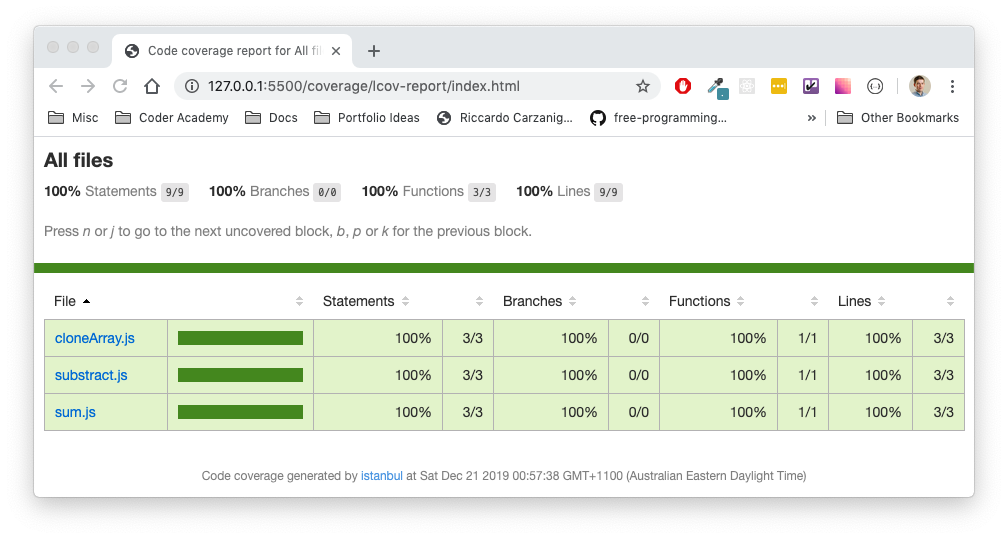 Code coverage report for All fi
127.0.0.1:5500/coverage/lcov-report/index.html
Misc Coder Academy Docs Portfolio Ideas Riccardo Carzanig... free-programming... » Other Bookmarks
All files
100% Statements 9/9 100% Branches 0/0 100% Functions 3/3 100% Lines 9/9
Press n or j to go to the next uncovered block, b, p or k for the previous block.
File Statements Branches Functions Lines
cloneArray.js 100% 3/3 100% 0/0 100% 1/1 100% 3/3
substract.js 100% 3/3 100% 0/0 100% 1/1 100% 3/3
sum.js 100% 3/3 100% 0/0 100% 1/1 100% 3/3
Code coverage generated by istanbul at Sat Dec 21 2019 00:57:38 GMT+1100 (Australian Eastern Daylight Time)